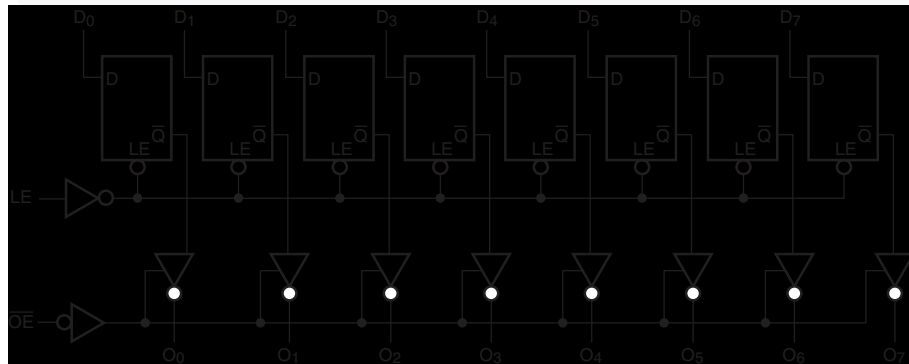 D0 D1 D2 D3 D4 D5 D6 D7
D D D D D D D D
Q̅ Q̅ Q̅ Q̅ Q̅ Q̅ Q̅ Q̅
LE LE LE LE LE LE LE LE
LE
O̅E̅
O0 O1 O2 O3 O4 O5 O6 O7